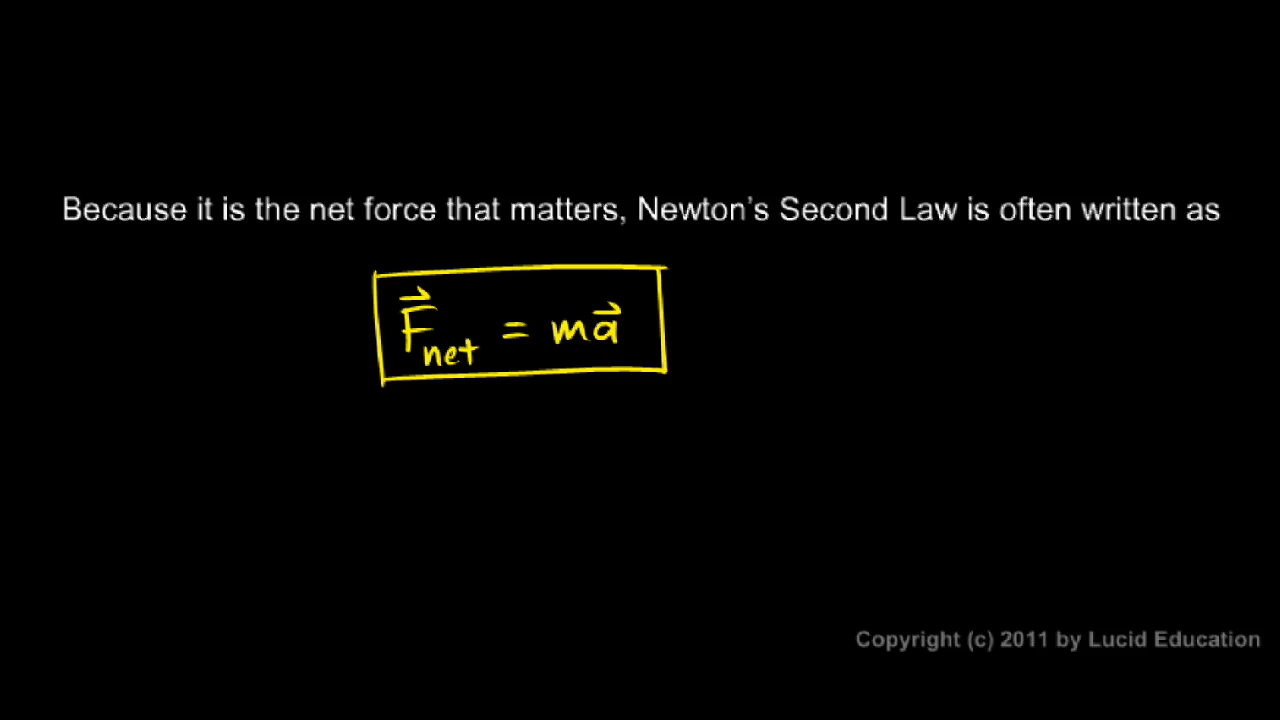 Because it is the net force that matters, Newton's Second Law is often written as
F⃗net = ma⃗
Copyright (c) 2011 by Lucid Education